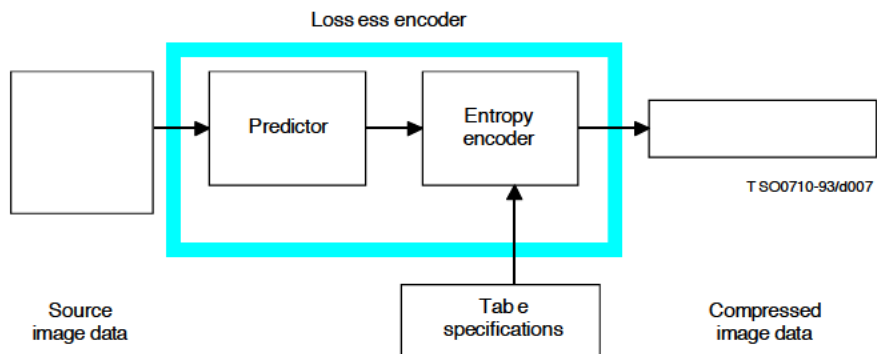 Loss ess encoder
Predictor
Entropy
encoder
T SO0710-93/d007
Source
image data
Tab e
specifications
Compressed
image data